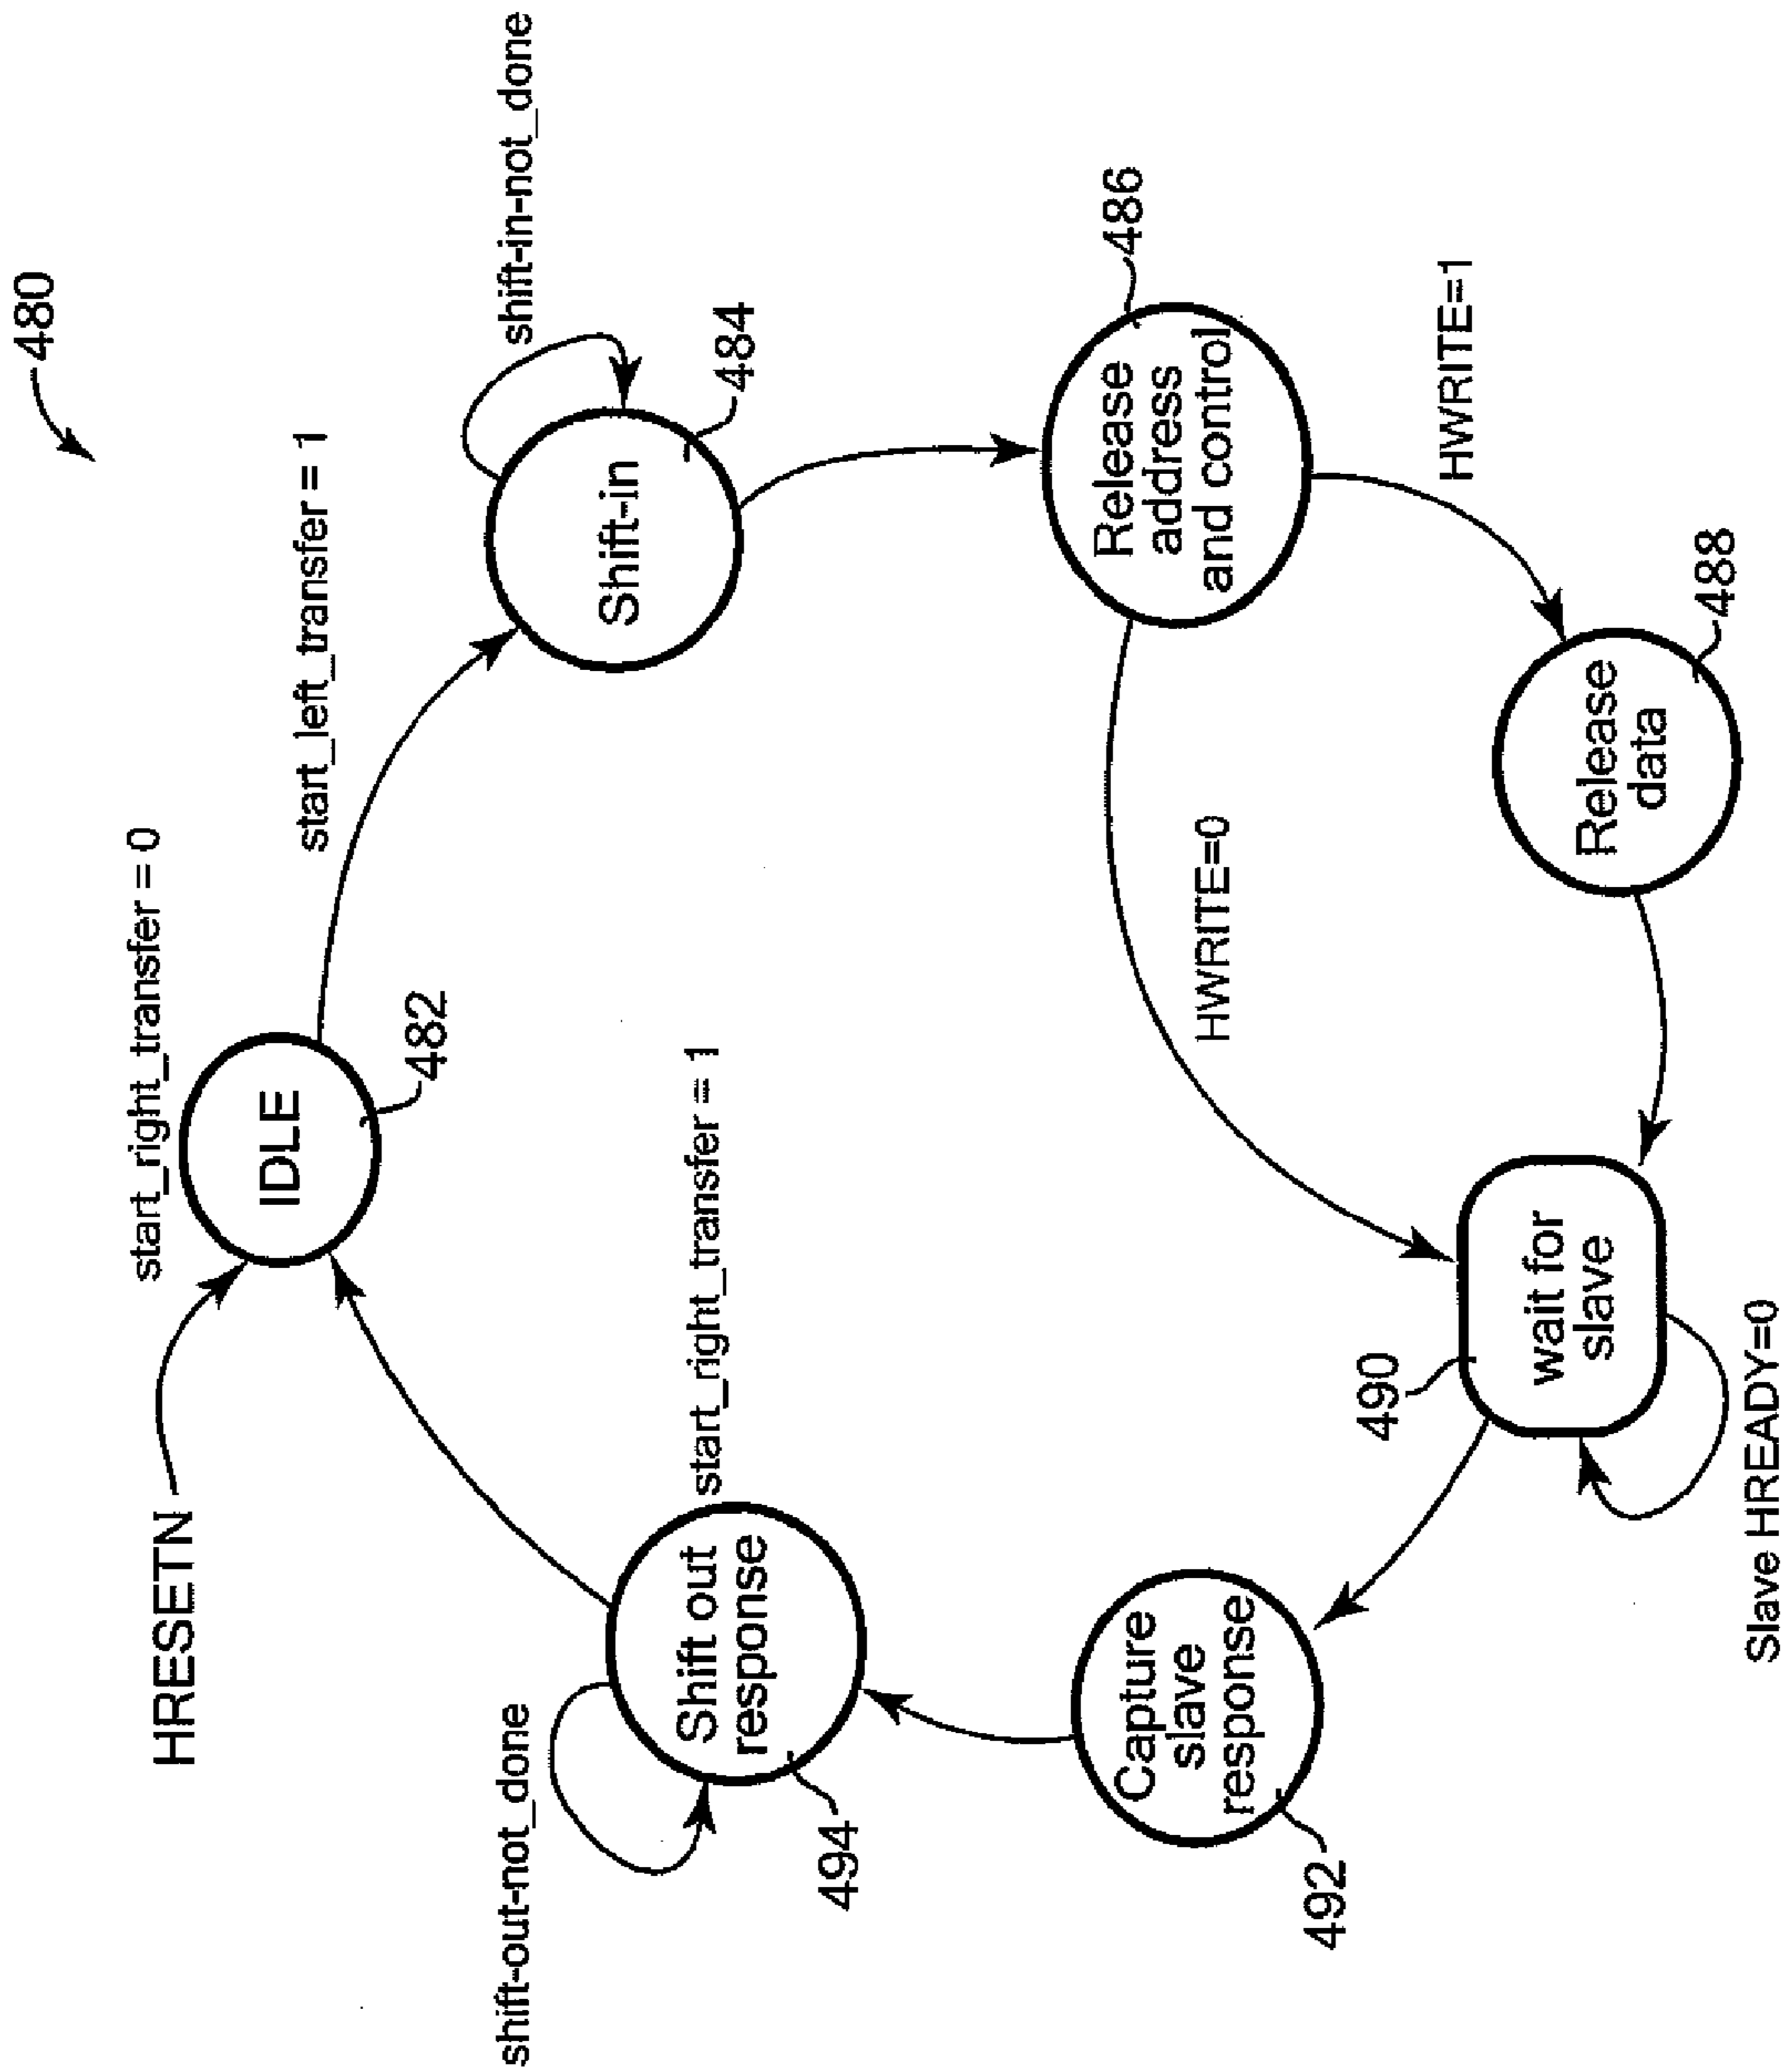 480
HRESETN
start_right_transfer = 0
IDLE
482
start_left_transfer = 1
shift-in-not_done
Shift-in
484
Release
address
and control
486
HWRITE=1
HWRITE=0
Release
data
488
wait for
slave
490
Slave HREADY=0
Capture
slave
response
492
Shift out
response
494
start_right_transfer = 1
shift-out-not_done